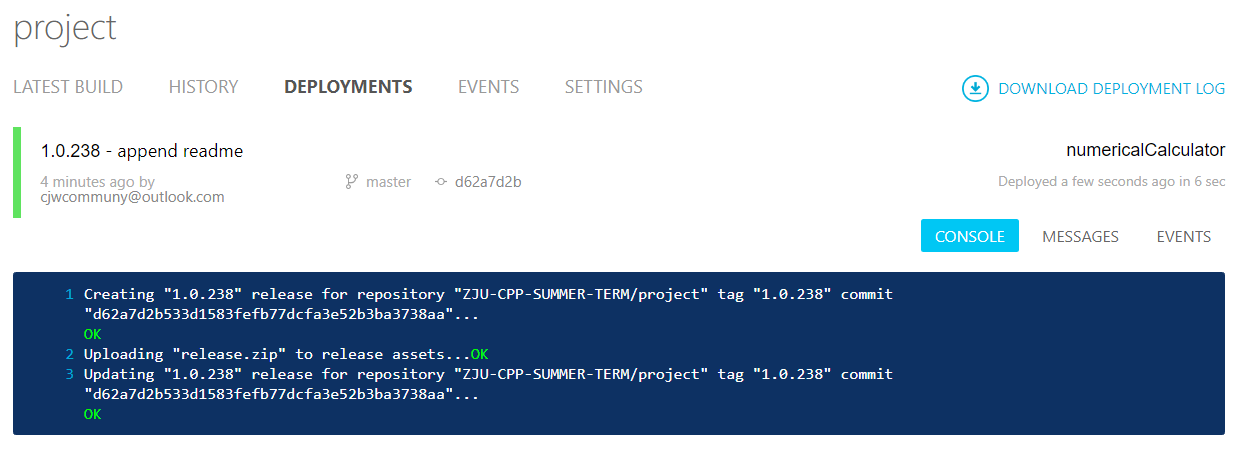 project
LATEST BUILD HISTORY DEPLOYMENTS EVENTS SETTINGS DOWNLOAD DEPLOYMENT LOG
1.0.238 - append readme numericalCalculator
4 minutes ago by master d62a7d2b Deployed a few seconds ago in 6 sec
cjwcommuny@outlook.com
CONSOLE MESSAGES EVENTS
1 Creating "1.0.238" release for repository "ZJU-CPP-SUMMER-TERM/project" tag "1.0.238" commit
"d62a7d2b533d1583fefb77dcfa3e52b3ba3738aa"...
OK
2 Uploading "release.zip" to release assets...OK
3 Updating "1.0.238" release for repository "ZJU-CPP-SUMMER-TERM/project" tag "1.0.238" commit
"d62a7d2b533d1583fefb77dcfa3e52b3ba3738aa"...
OK